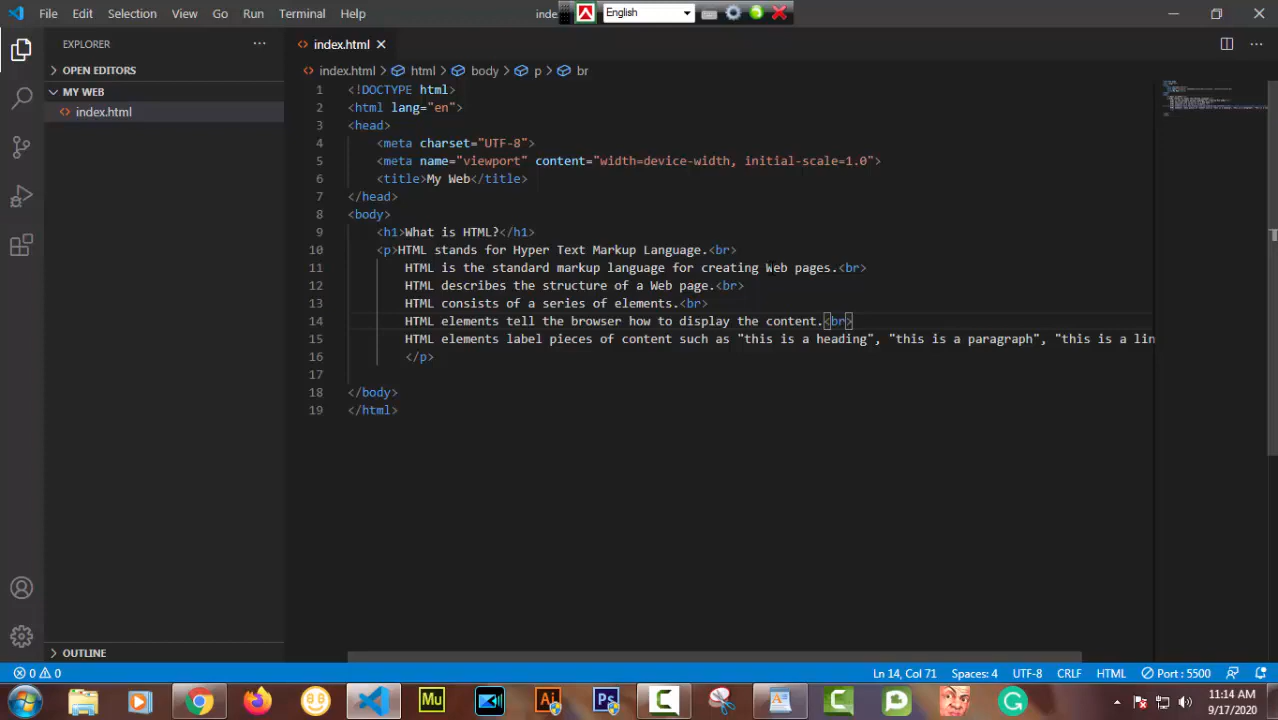 File Edit Selection View Go Run Terminal Help inde English
EXPLORER
OPEN EDITORS
MY WEB
index.html
OUTLINE
index.html
index.html > html > body > p > br
1 <!DOCTYPE html>
2 <html lang="en">
3 <head>
4 <meta charset="UTF-8">
5 <meta name="viewport" content="width=device-width, initial-scale=1.0">
6 <title>My Web</title>
7 </head>
8 <body>
9 <h1>What is HTML?</h1>
10 <p>HTML stands for Hyper Text Markup Language.<br>
11 HTML is the standard markup language for creating Web pages.<br>
12 HTML describes the structure of a Web page.<br>
13 HTML consists of a series of elements.<br>
14 HTML elements tell the browser how to display the content.<br>
15 HTML elements label pieces of content such as "this is a heading", "this is a paragraph", "this is a lin
16 </p>
17
18 </body>
19 </html>
0 0 Ln 14, Col 71 Spaces: 4 UTF-8 CRLF HTML Port : 5500
Mu Ai Ps
11:14 AM
9/17/2020